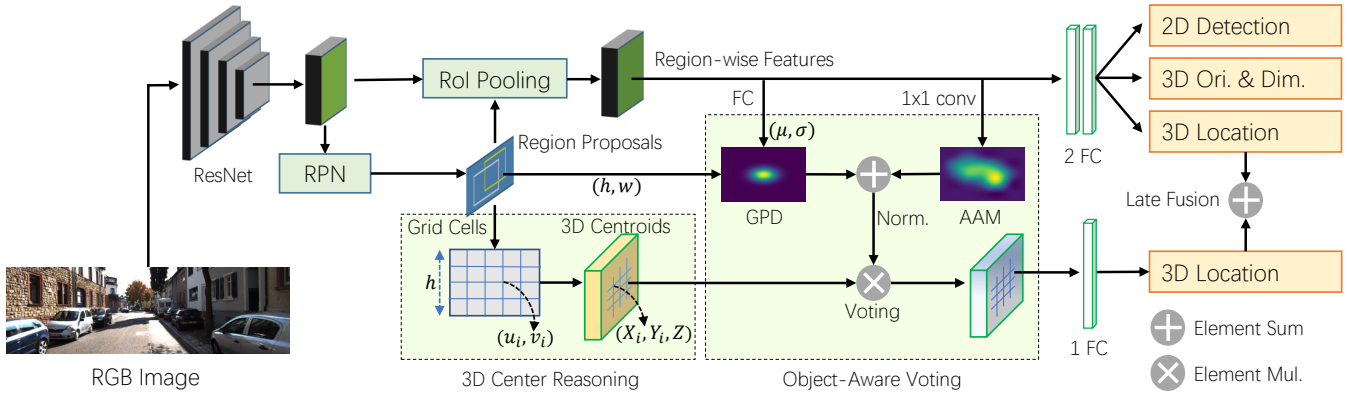 2D Detection
RoI Pooling
Region-wise Features
3D Ori. & Dim.
FC
1x1 conv
(μ, σ)
3D Location
ResNet
Region Proposals
2 FC
RPN
(h, w)
Late Fusion
GPD
Norm.
AAM
Grid Cells
3D Centroids
h
3D Location
Voting
(u_i, v_i)
(X_i, Y_i, Z)
Element Sum
1 FC
RGB Image
3D Center Reasoning
Object-Aware Voting
Element Mul.